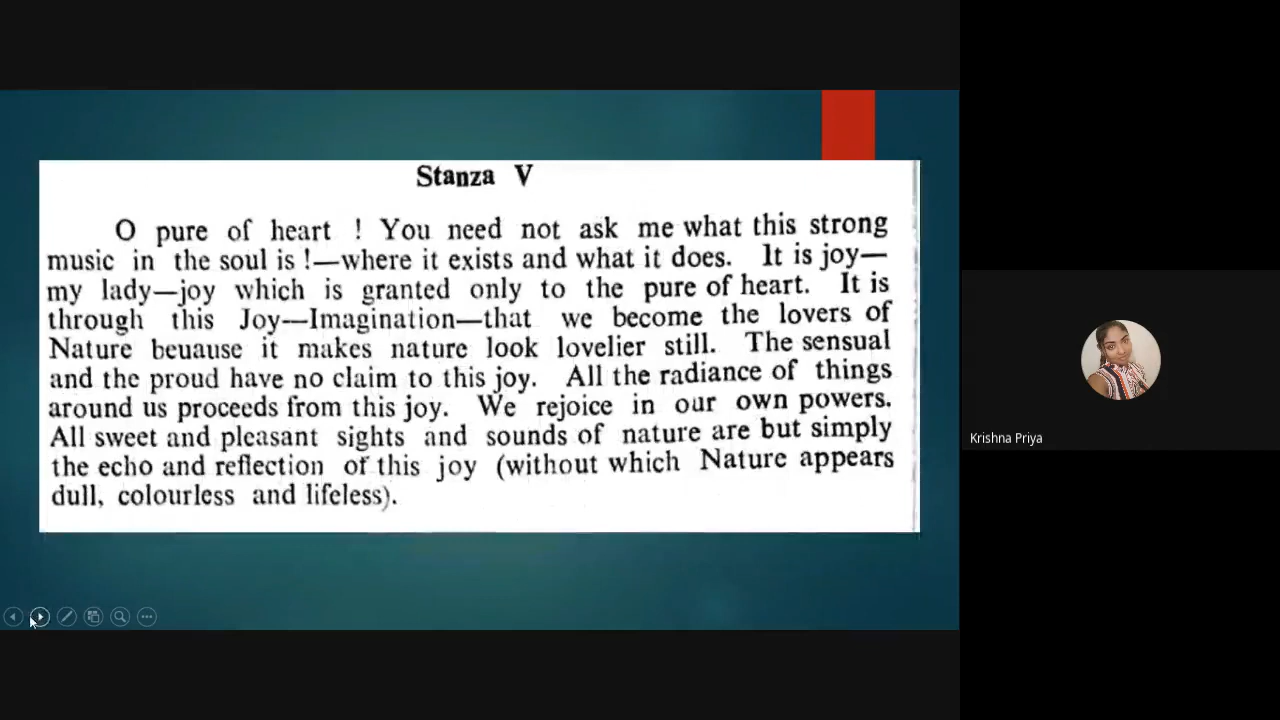 Stanza V
O pure of heart ! You need not ask me what this strong
music in the soul is !—where it exists and what it does. It is joy—
my lady—joy which is granted only to the pure of heart. It is
through this Joy—Imagination—that we become the lovers of
Nature beuause it makes nature look lovelier still. The sensual
and the proud have no claim to this joy. All the radiance of things
around us proceeds from this joy. We rejoice in our own powers.
All sweet and pleasant sights and sounds of nature are but simply
the echo and reflection of this joy (without which Nature appears
dull, colourless and lifeless).
Krishna Priya